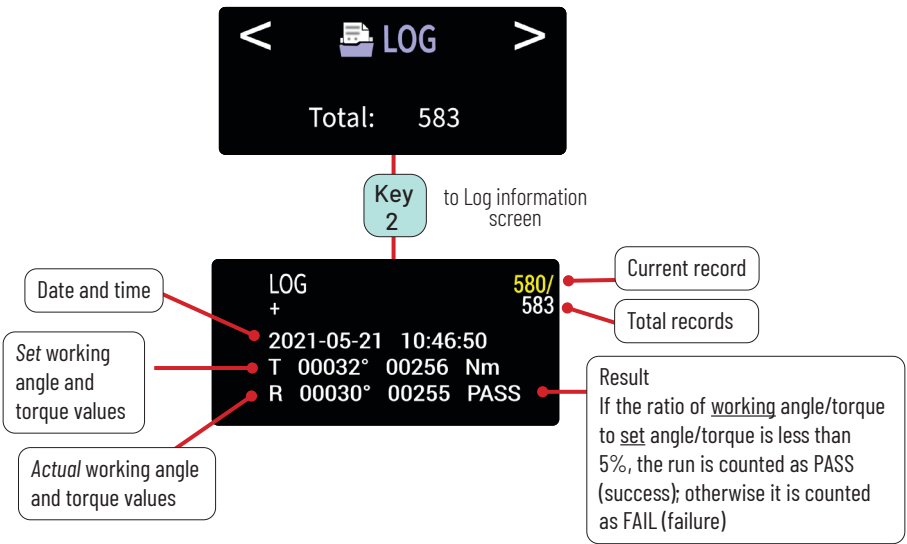 < LOG >
Total: 583
Key
2
to Log information
screen
LOG
580/
+
583
2021-05-21 10:46:50
T 00032° 00256 Nm
R 00030° 00255 PASS
Date and time
Set working
angle and
torque values
Actual working angle
and torque values
Current record
Total records
Result
If the ratio of working angle/torque
to set angle/torque is less than
5%, the run is counted as PASS
(success); otherwise it is counted
as FAIL (failure)